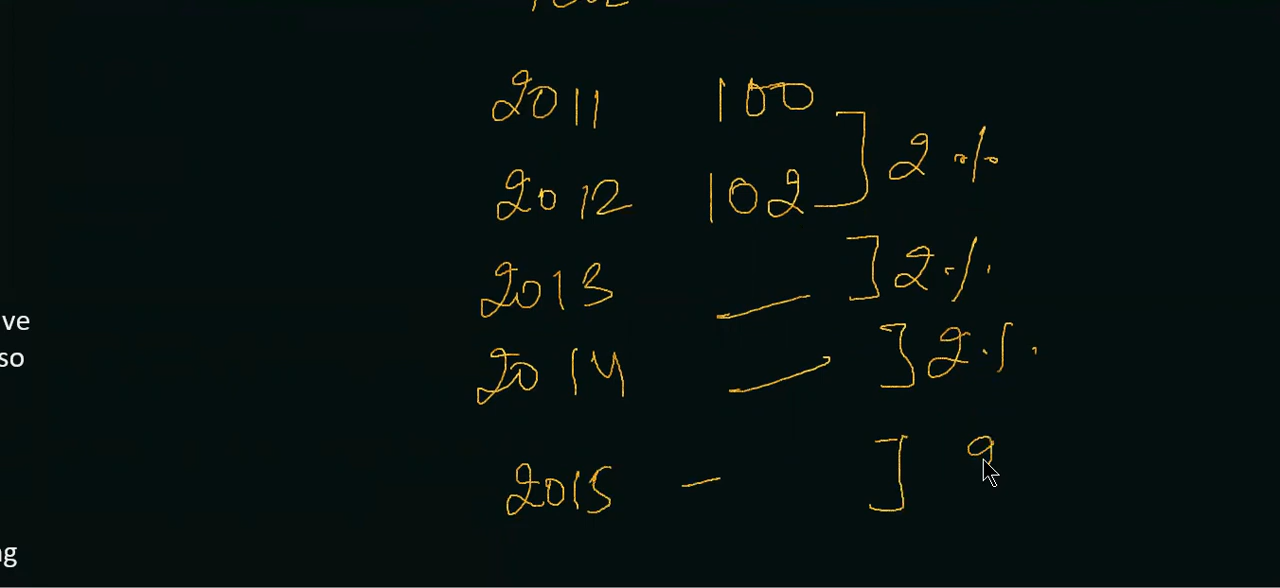 2011 100
2012 102 ] 2 %
2013 — ] 2 %
ve
so
2014 — ] 2 %
2015 — ]
ng